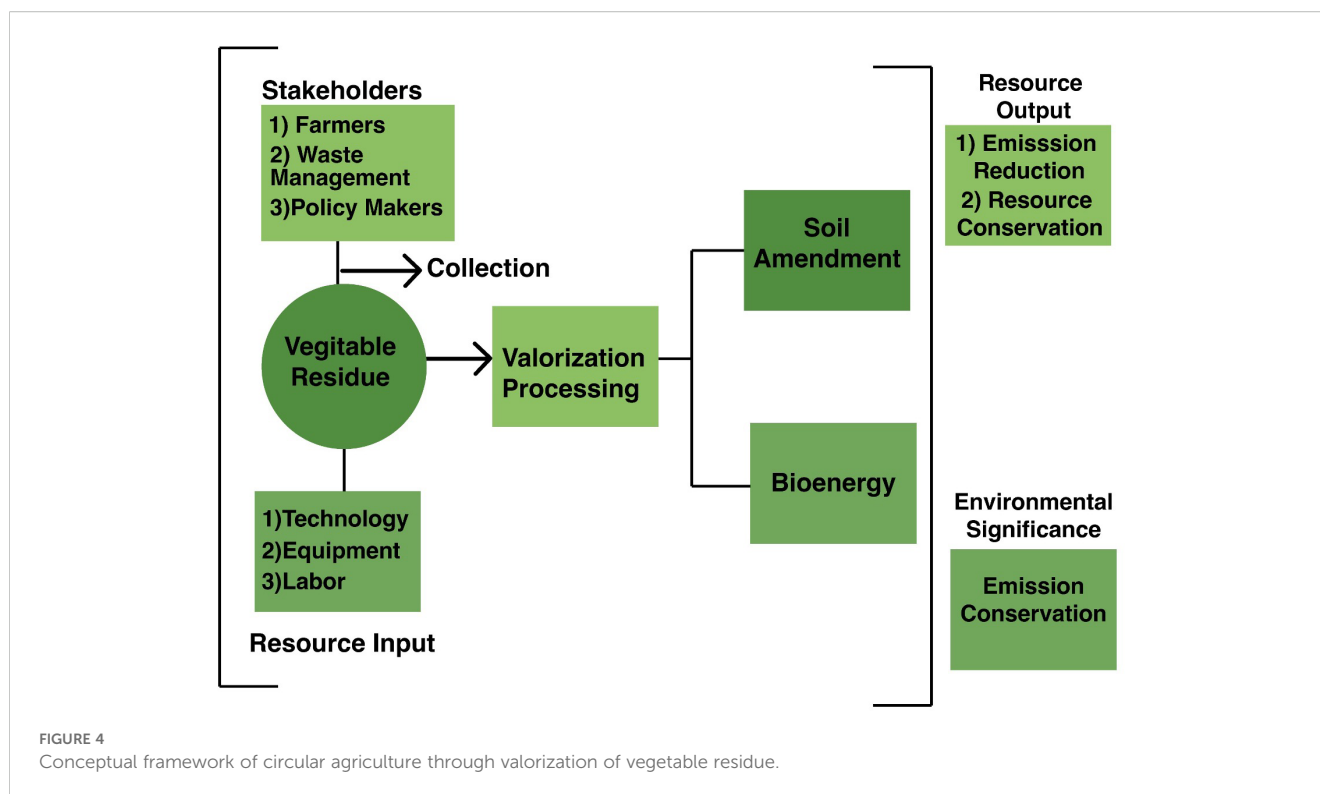 Stakeholders
1) Farmers
2) Waste
Management
3)Policy Makers
Collection
Vegitable
Residue
1)Technology
2)Equipment
3)Labor
Resource Input
Valorization
Processing
Soil
Amendment
Bioenergy
Resource
Output
1) Emisssion
Reduction
2) Resource
Conservation
Environmental
Significance
Emission
Conservation
FIGURE 4
Conceptual framework of circular agriculture through valorization of vegetable residue.